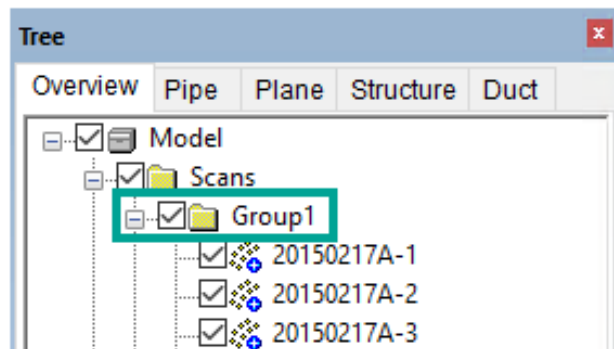 Tree
Overview Pipe Plane Structure Duct
Model
Scans
Group1
20150217A-1
20150217A-2
20150217A-3